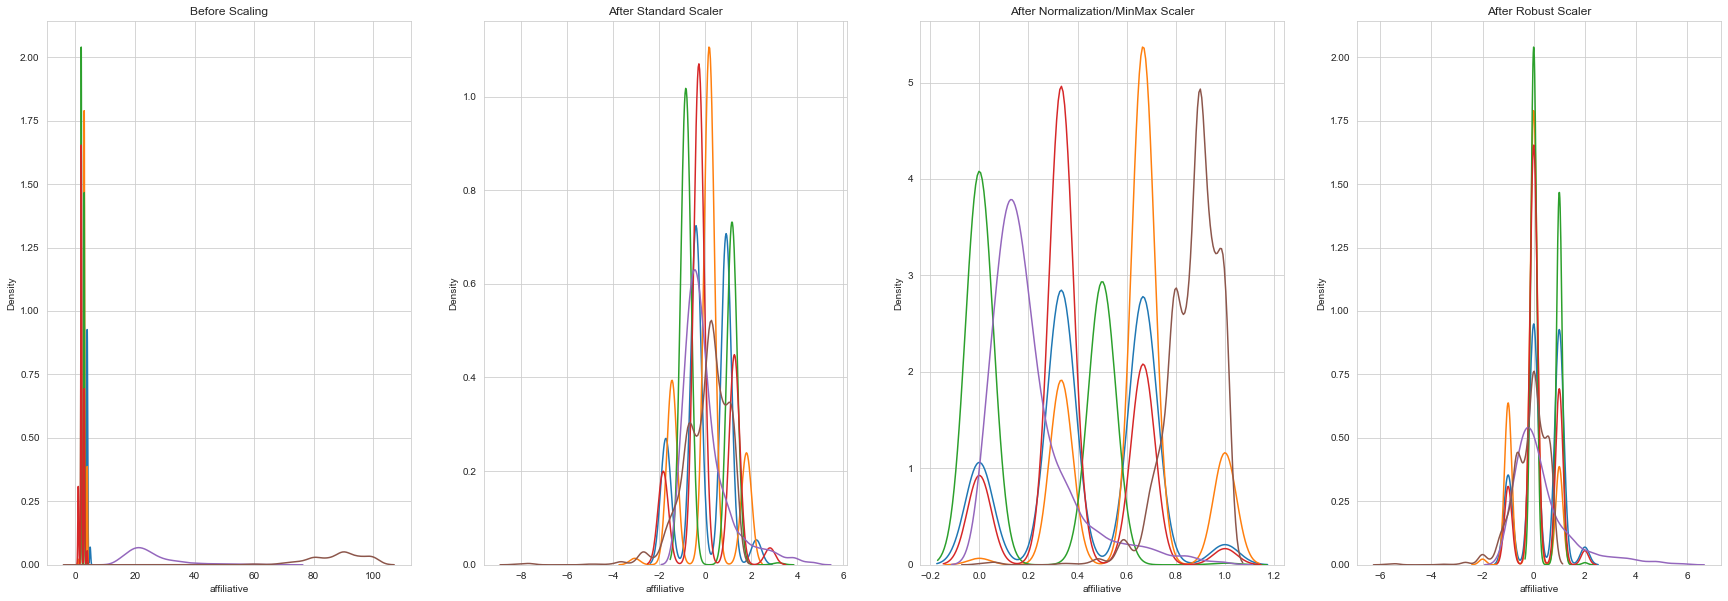 Before Scaling
Density
2.00
1.75
1.50
1.25
1.00
0.75
0.50
0.25
0.00
0 20 40 60 80 100
affiliative
After Standard Scaler
Density
1.0
0.8
0.6
0.4
0.2
0.0
−8 −6 −4 −2 0 2 4 6
affiliative
After Normalization/MinMax Scaler
Density
5
4
3
2
1
0
−0.2 0.0 0.2 0.4 0.6 0.8 1.0 1.2
affiliative
After Robust Scaler
Density
2.00
1.75
1.50
1.25
1.00
0.75
0.50
0.25
0.00
−6 −4 −2 0 2 4 6
affiliative